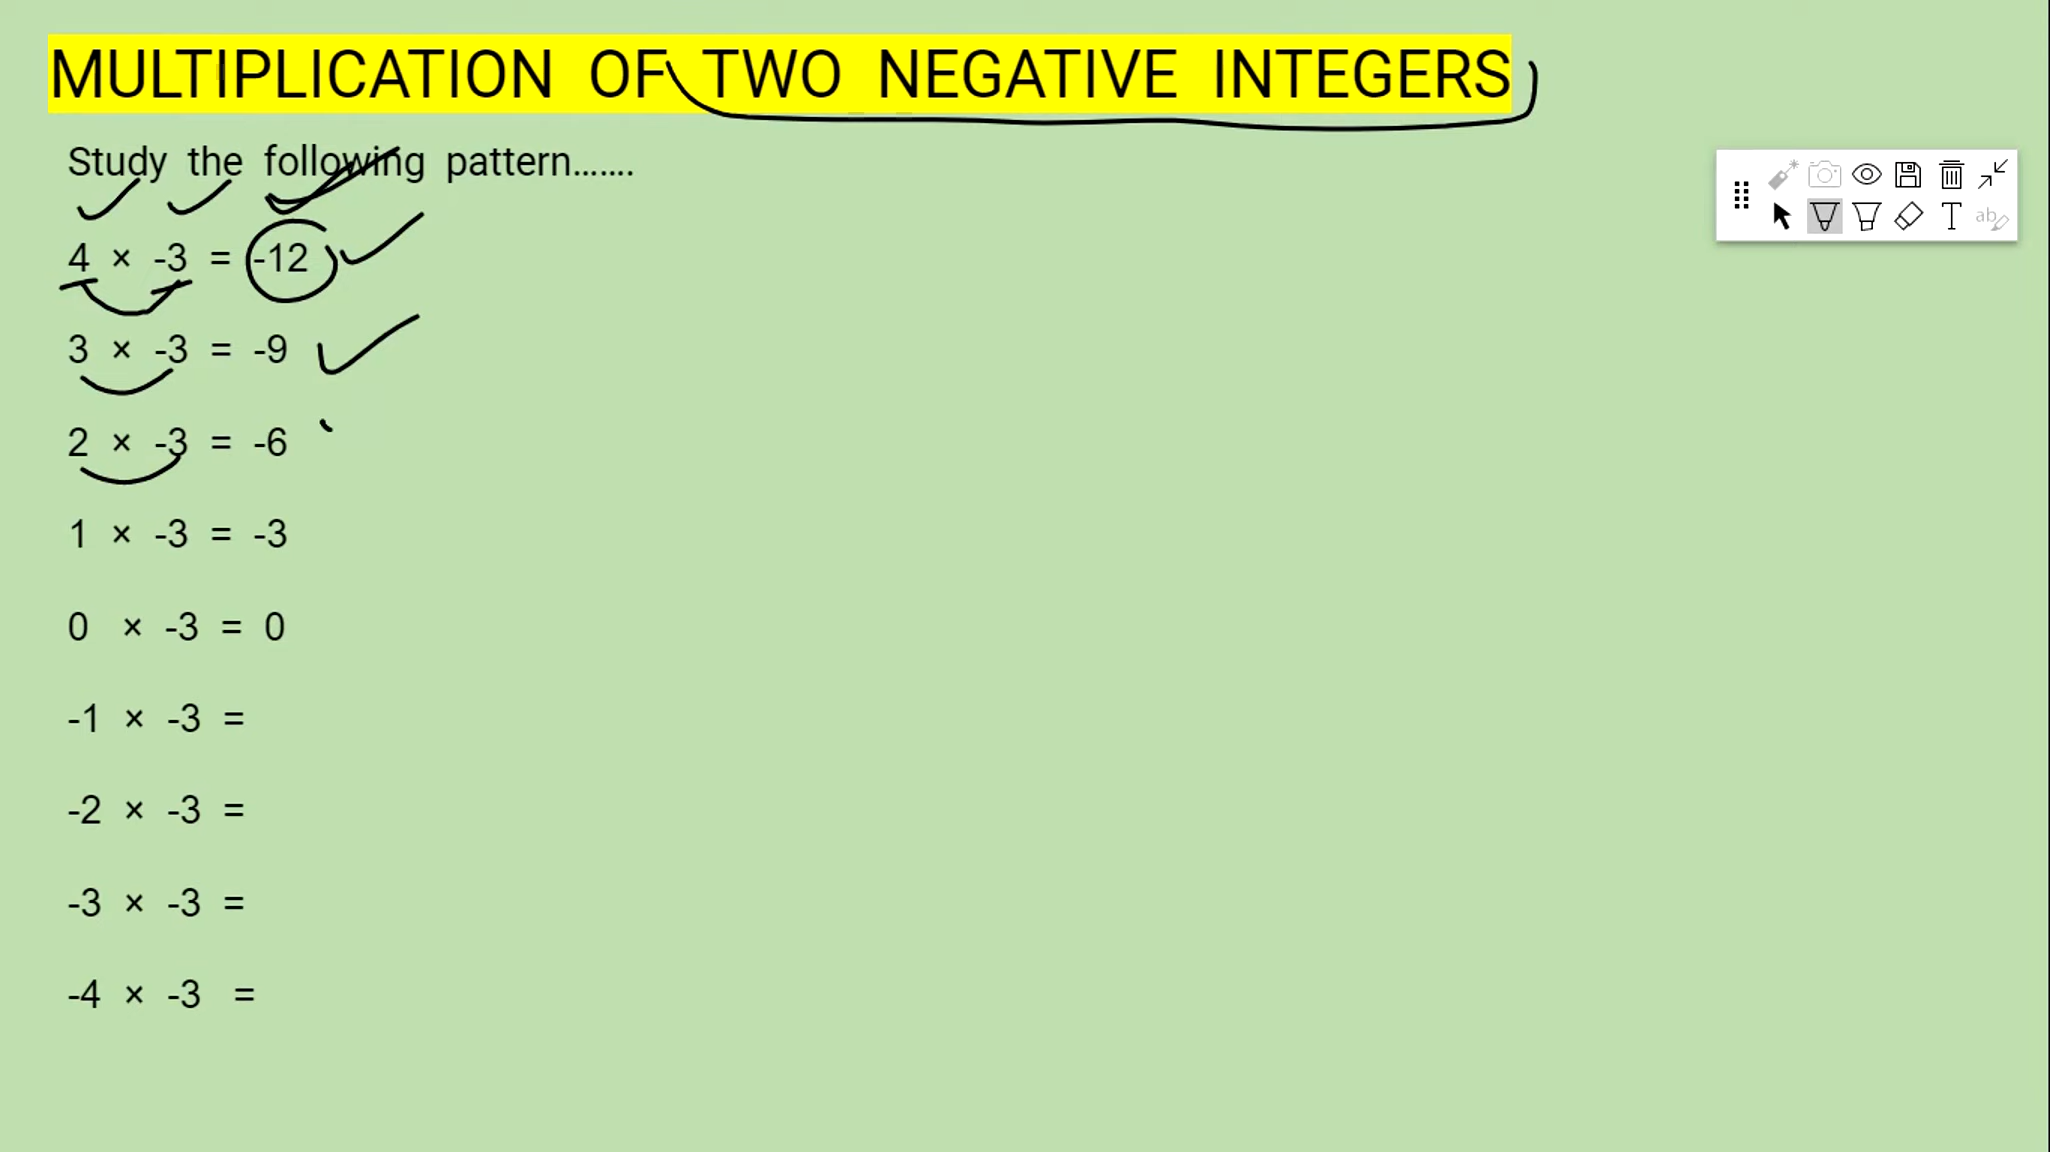 MULTIPLICATION OF TWO NEGATIVE INTEGERS
Study the following pattern.......
4 × -3 = -12
3 × -3 = -9
2 × -3 = -6
1 × -3 = -3
0 × -3 = 0
-1 × -3 =
-2 × -3 =
-3 × -3 =
-4 × -3 =
T
ab